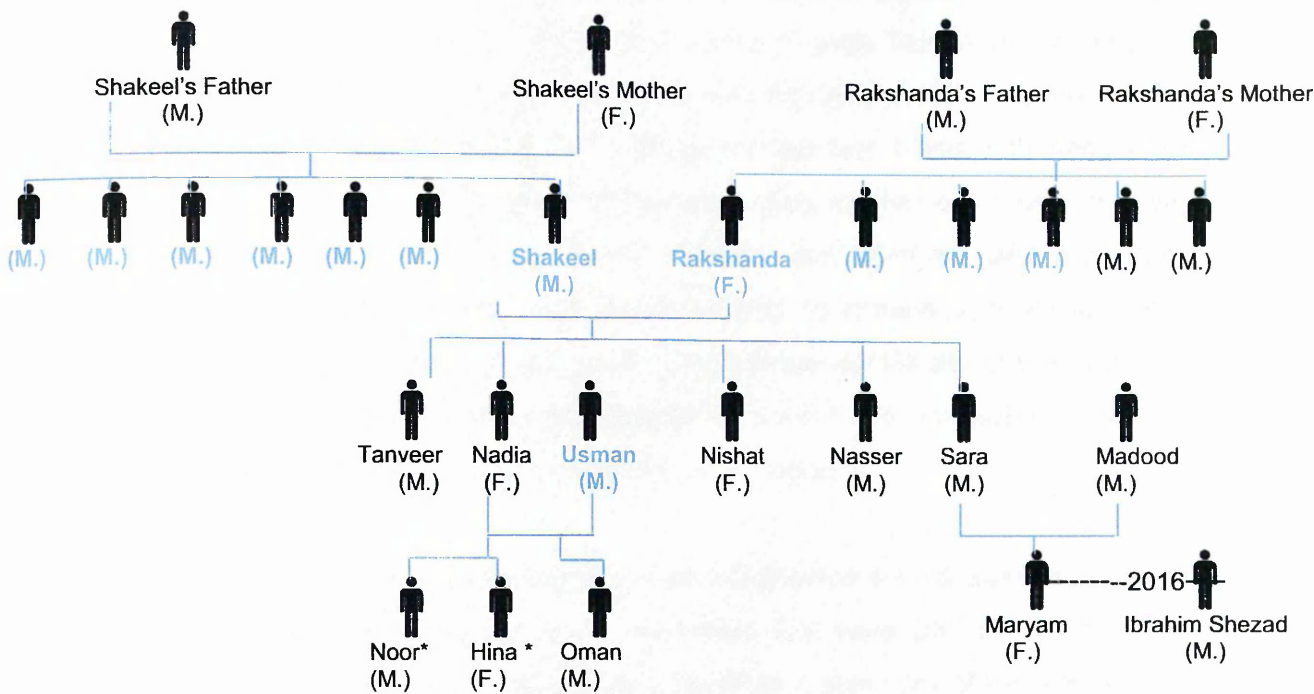 Shakeel's Father
(M.)
Shakeel's Mother
(F.)
Rakshanda's Father
(M.)
Rakshanda's Mother
(F.)
(M.)
(M.)
(M.)
(M.)
(M.)
(M.)
Shakeel
(M.)
Rakshanda
(F.)
(M.)
(M.)
(M.)
(M.)
(M.)
Tanveer
(M.)
Nadia
(F.)
Usman
(M.)
Nishat
(F.)
Nasser
(M.)
Sara
(M.)
Madood
(M.)
2016
Noor*
(M.)
Hina *
(F.)
Oman
(M.)
Maryam
(F.)
Ibrahim Shezad
(M.)